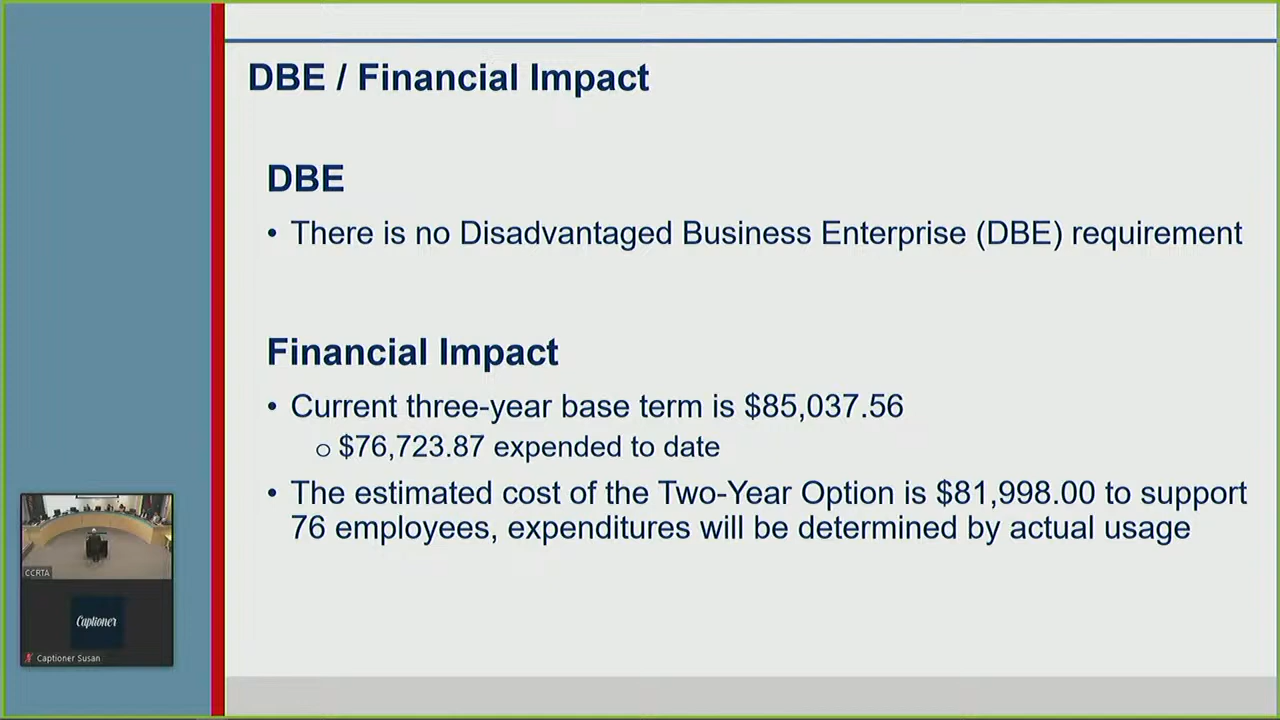 DBE / Financial Impact
DBE
• There is no Disadvantaged Business Enterprise (DBE) requirement
Financial Impact
• Current three-year base term is $85,037.56
o $76,723.87 expended to date
• The estimated cost of the Two-Year Option is $81,998.00 to support
76 employees, expenditures will be determined by actual usage
CCRTA
Captioner
Captioner Susan